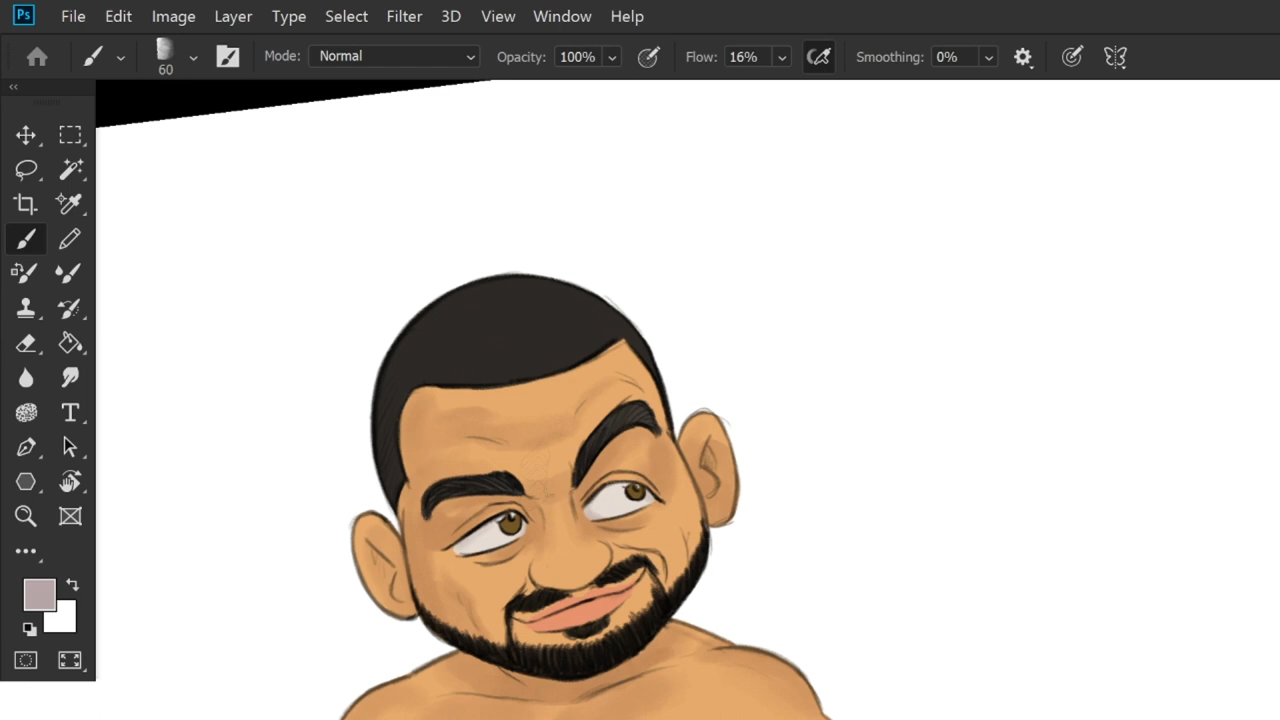 Ps File Edit Image Layer Type Select Filter 3D View Window Help
60 Mode: Normal Opacity: 100% Flow: 16% Smoothing: 0%
T